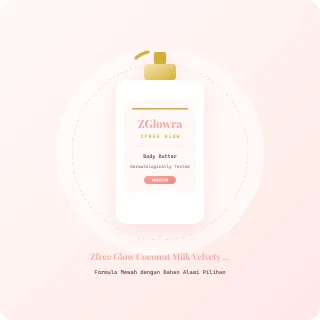 ZGlowra
ZFREE GLOW
Body Butter
Dermatologically Tested
Zfree Glow Coconut Milk Velvety ...
Formula Mewah dengan Bahan Alami Pilihan